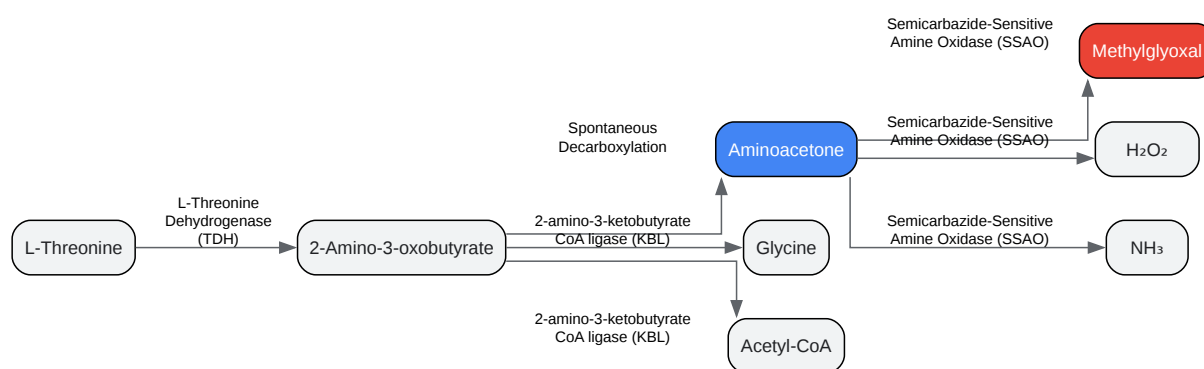 Semicarbazide-Sensitive
Amine Oxidase (SSAO)
Methylglyoxal
Spontaneous
Decarboxylation
Aminoacetone
Semicarbazide-Sensitive
Amine Oxidase (SSAO)
H₂O₂
L-Threonine
L-Threonine
Dehydrogenase
(TDH)
2-Amino-3-oxobutyrate
2-amino-3-ketobutyrate
CoA ligase (KBL)
Glycine
Semicarbazide-Sensitive
Amine Oxidase (SSAO)
NH₃
2-amino-3-ketobutyrate
CoA ligase (KBL)
Acetyl-CoA